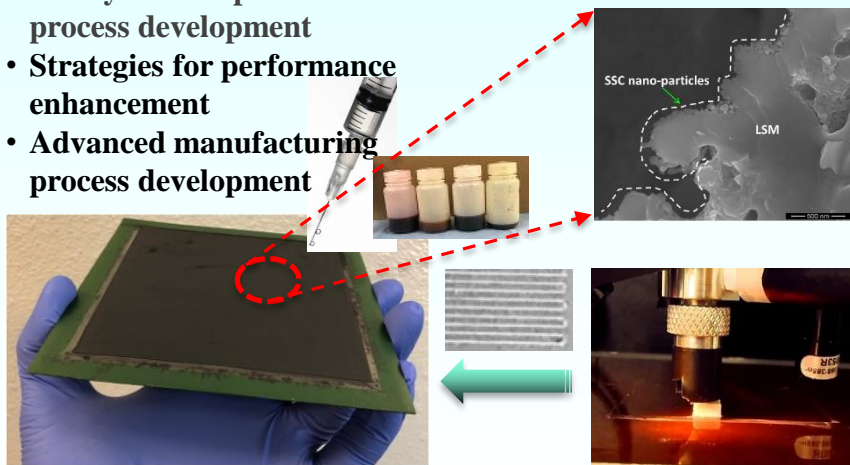 process development
• Strategies for performance
enhancement
• Advanced manufacturing
process development
SSC nano-particles
LSM
500 nm